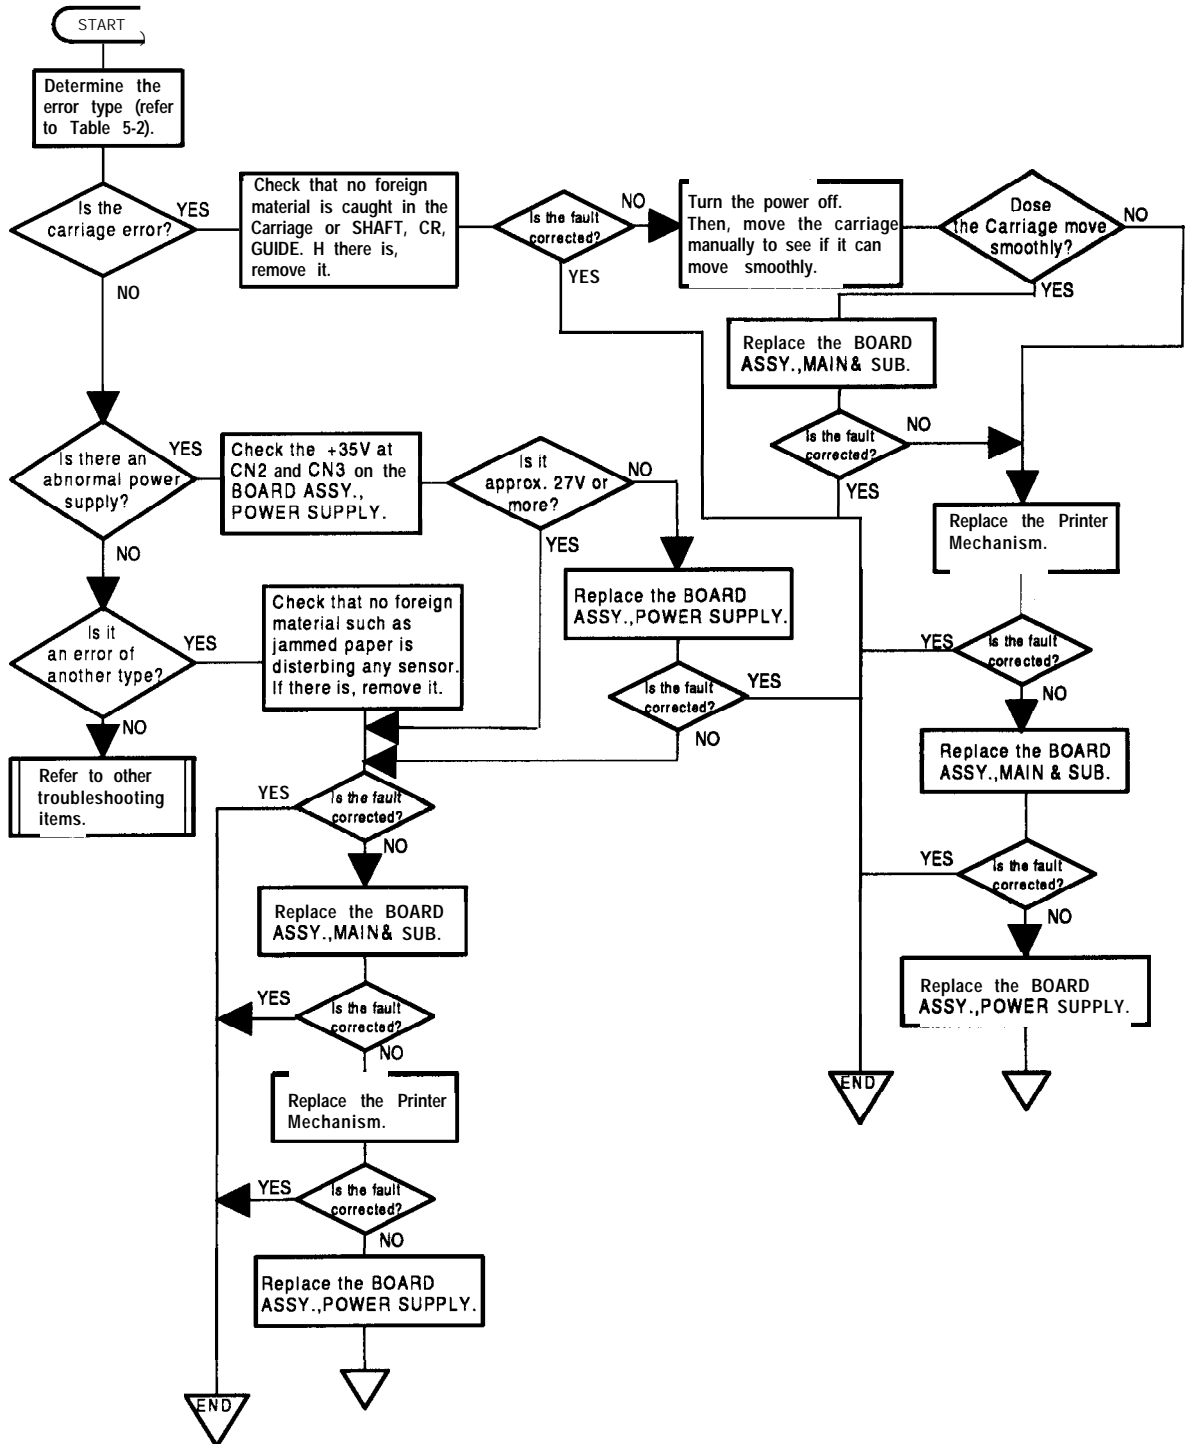 START
Determine the
error type (refer
to Table 5-2).
Is the
carriage error?
YES
NO
Check that no foreign
material is caught in the
Carriage or SHAFT, CR,
GUIDE. H there is,
remove it.
Is the fault
corrected?
NO
YES
Turn the power off.
Then, move the carriage
manually to see if it can
move smoothly.
Dose
the Carriage move
smoothly?
NO
YES
Replace the BOARD
ASSY.,MAIN& SUB.
Is the fault
corrected?
NO
YES
Replace the Printer
Mechanism.
Is the fault
corrected?
YES
NO
Replace the BOARD
ASSY.,MAIN & SUB.
Is the fault
corrected?
YES
NO
Replace the BOARD
ASSY.,POWER SUPPLY.
END
Is there an
abnormal power
supply?
YES
NO
Check the +35V at
CN2 and CN3 on the
BOARD ASSY.,
POWER SUPPLY.
Is it
approx. 27V or
more?
NO
YES
Replace the BOARD
ASSY.,POWER SUPPLY.
Is the fault
corrected?
YES
NO
Is it
an error of
another type?
YES
NO
Check that no foreign
material such as
jammed paper is
disterbing any sensor.
If there is, remove it.
Refer to other
troubleshooting
items.
Is the fault
corrected?
YES
NO
Replace the BOARD
ASSY.,MAIN& SUB.
Is the fault
corrected?
YES
NO
Replace the Printer
Mechanism.
Is the fault
corrected?
YES
NO
Replace the BOARD
ASSY.,POWER SUPPLY.
END